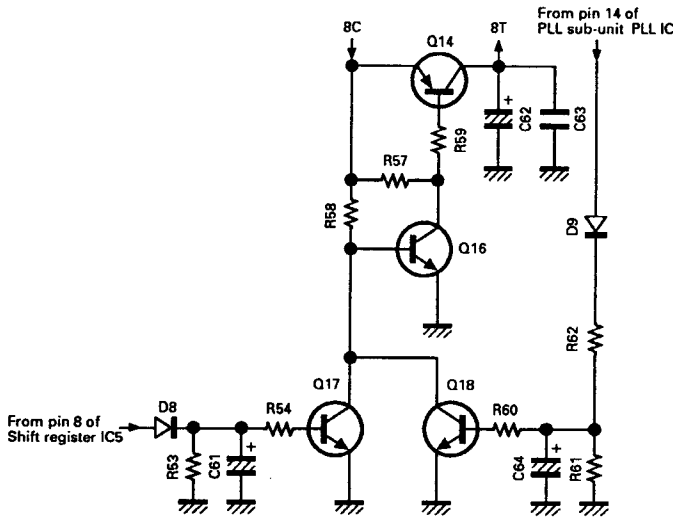 8C
8T
From pin 14 of
PLL sub-unit PLL IC
Q14
C62
C63
R59
R57
R58
D9
Q16
R62
Q17
Q18
D8
R54
R60
From pin 8 of
Shift register IC5
R53
C61
C64
R61
+
+
+